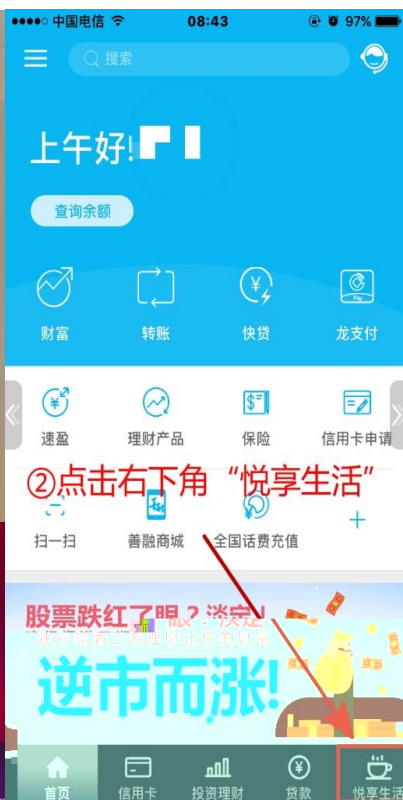 中国电信 08:43 97%
搜索
上午好!
查询余额
财富 转账 快贷 龙支付
速盈 理财产品 保险 信用卡申请
②点击右下角“悦享生活”
扫一扫 善融商城 全国话费充值
股票跌红了眼？淡定！
逆市而涨!
首页 信用卡 投资理财 贷款 悦享生活